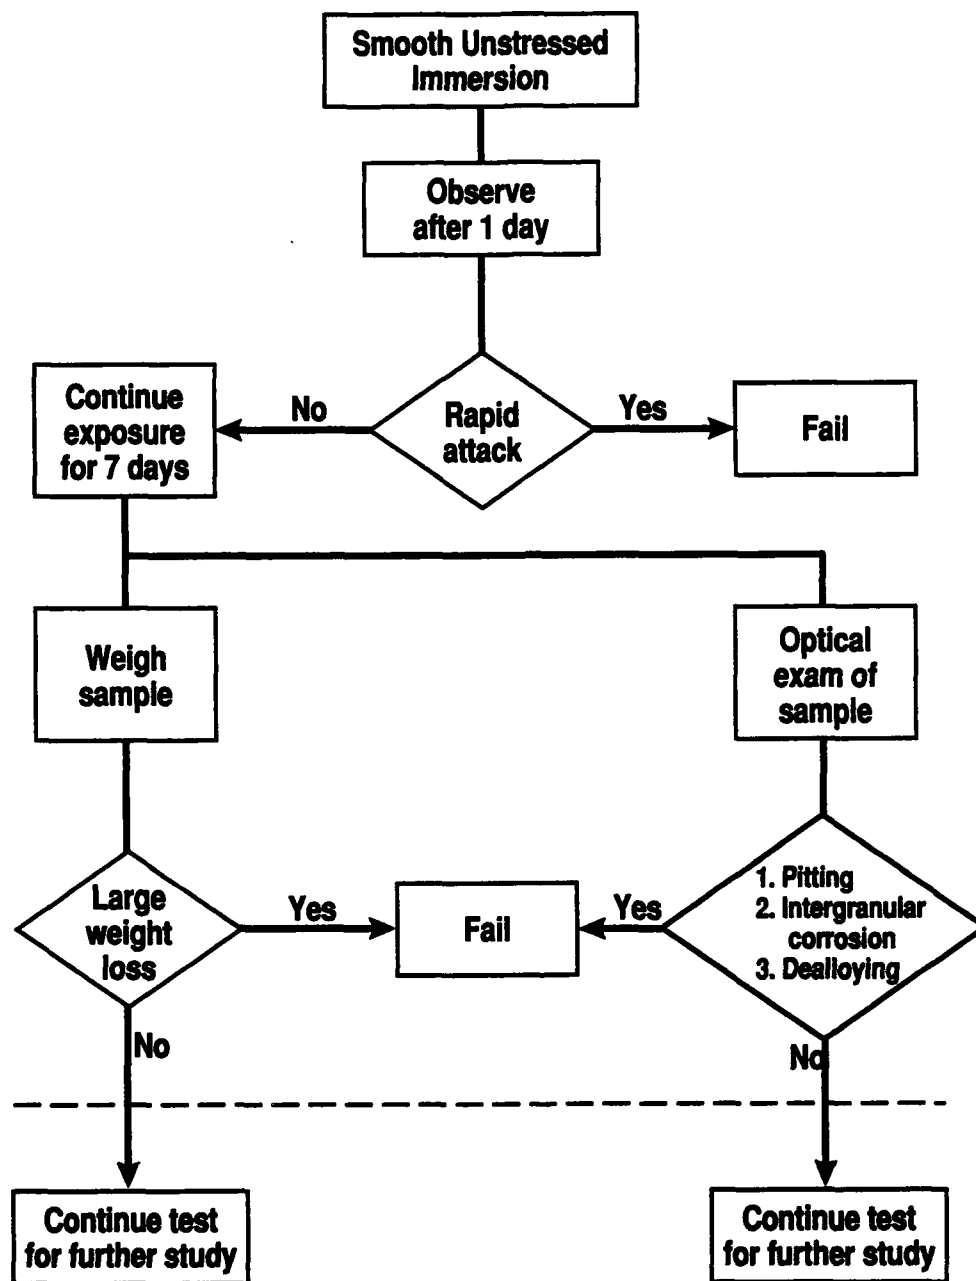 Smooth Unstressed
Immersion
Observe
after 1 day
Continue
exposure
for 7 days
No
Rapid
attack
Yes
Fail
Weigh
sample
Optical
exam of
sample
Large
weight
loss
Yes
Fail
Yes
1. Pitting
2. Intergranular
corrosion
3. Dealloying
No
No
Continue test
for further study
Continue test
for further study